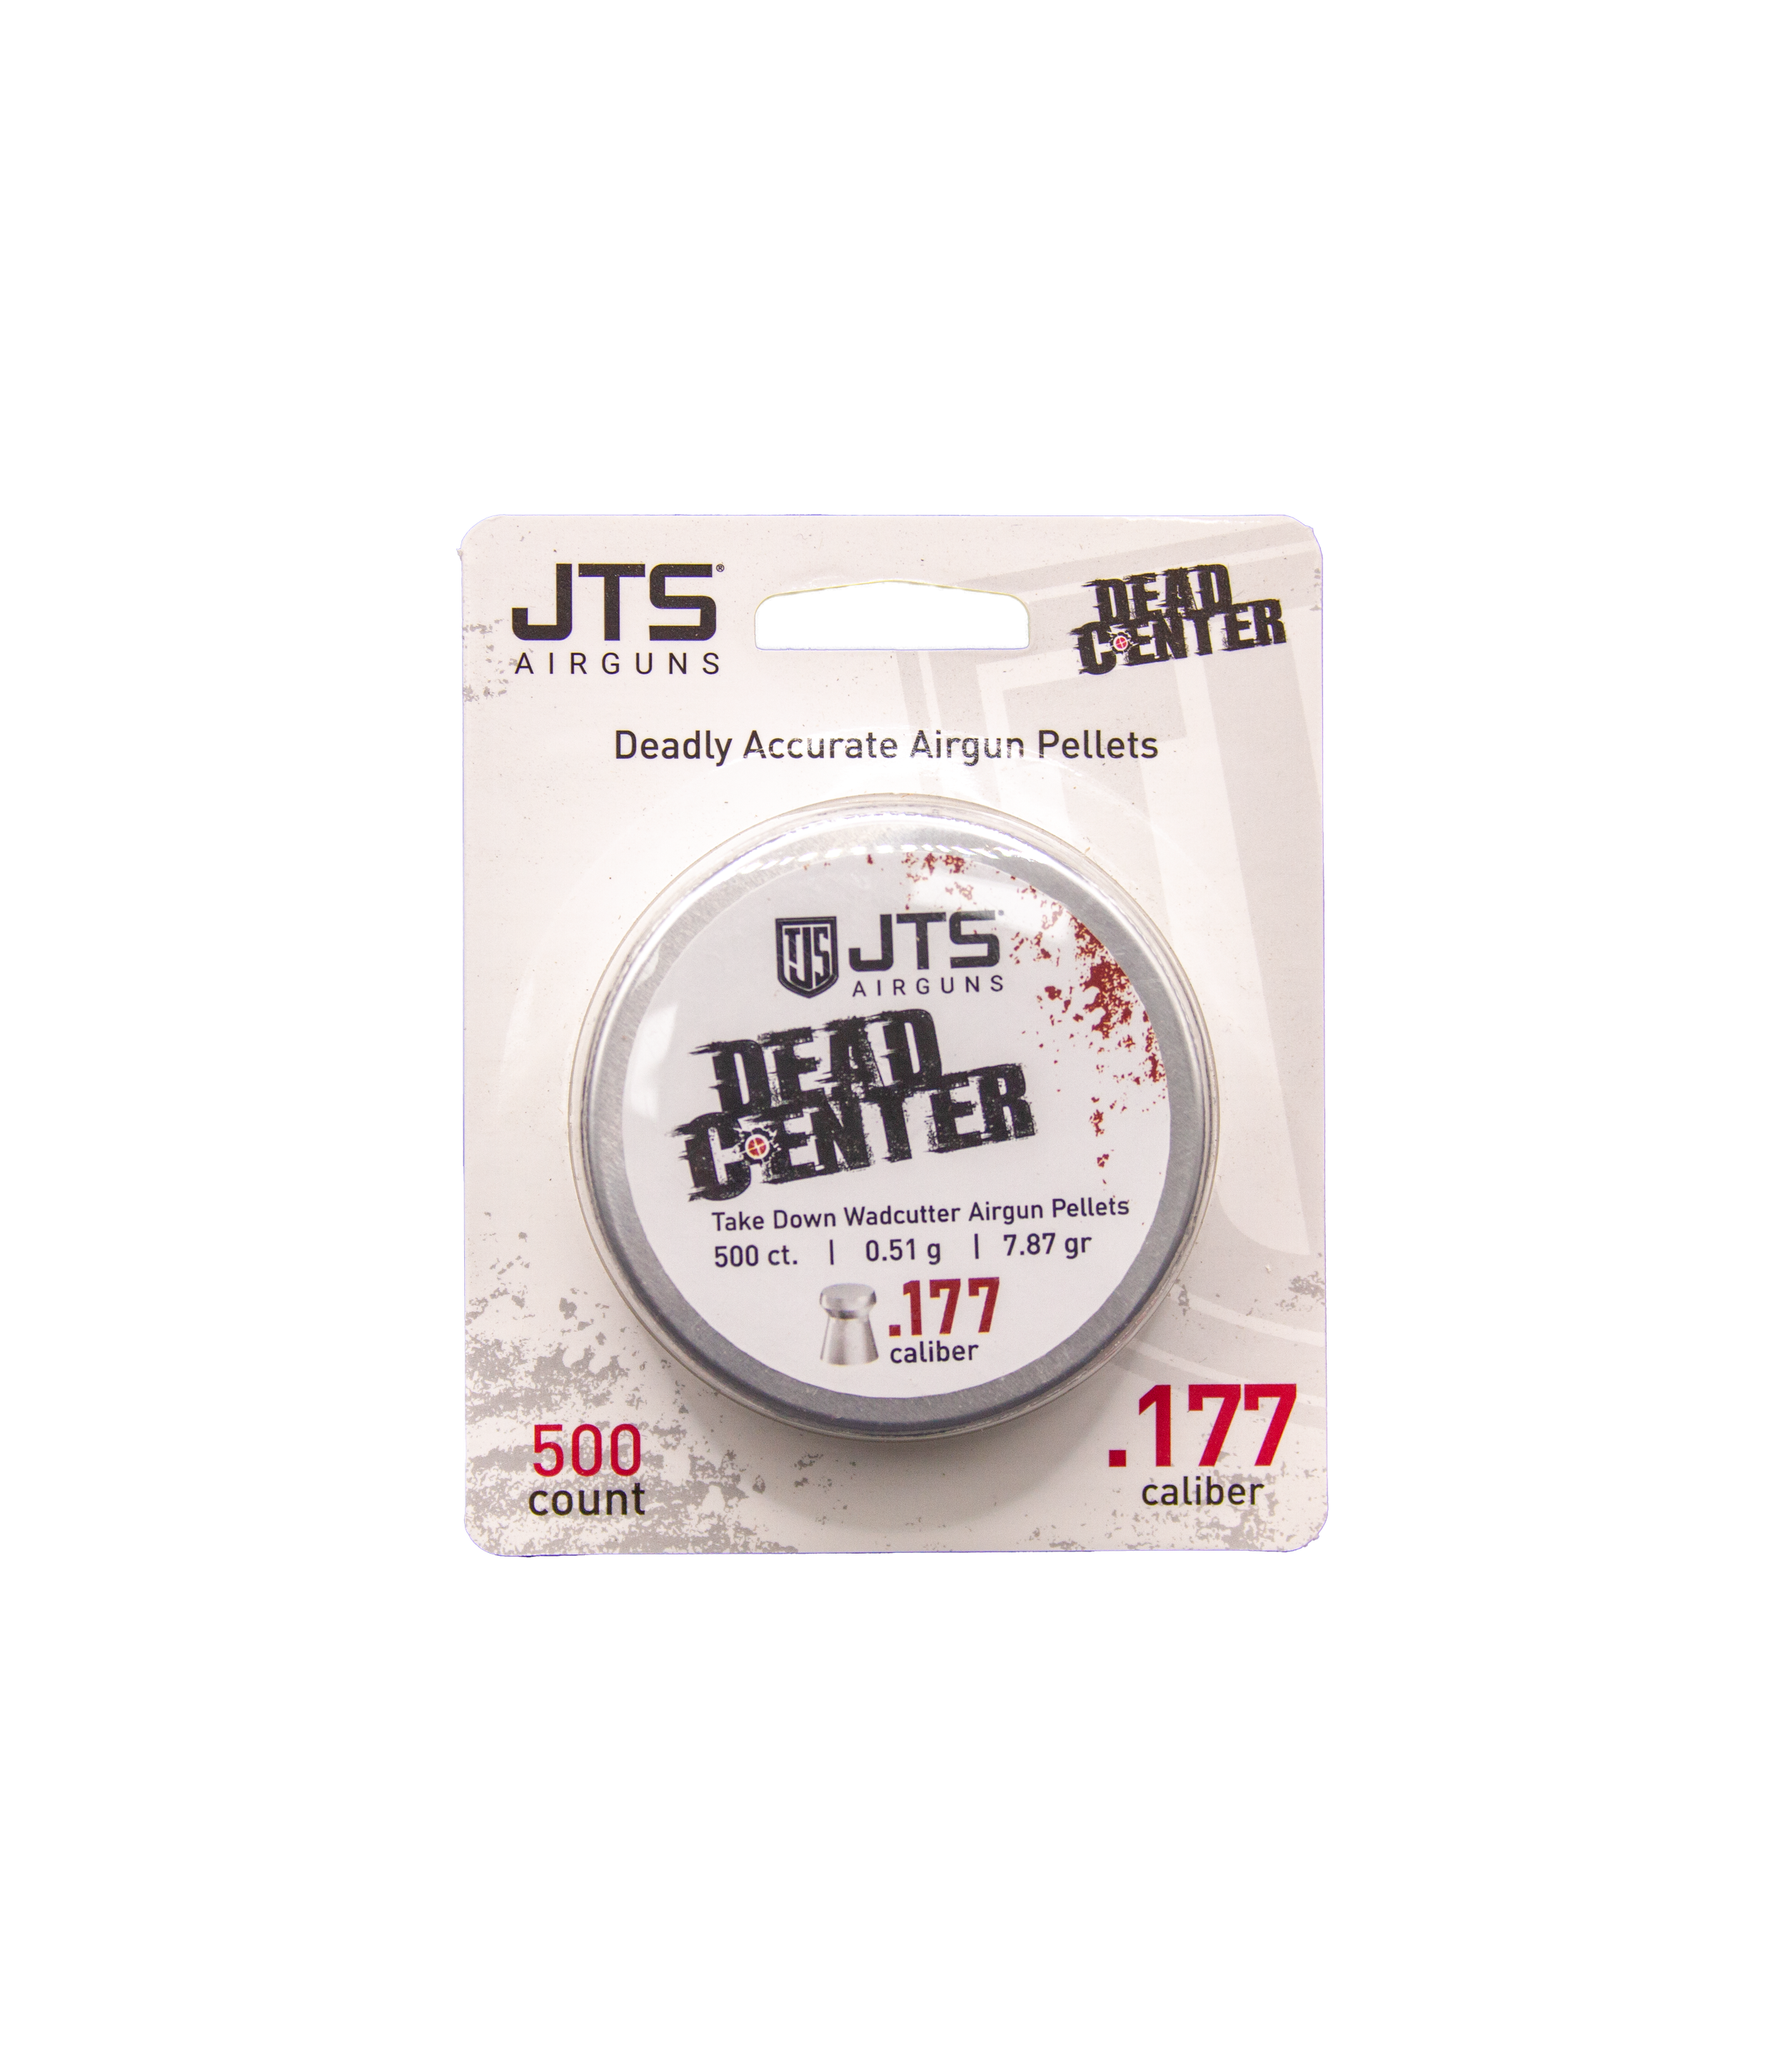 JTS®
AIRGUNS
DEAD
CENTER
Deadly Accurate Airgun Pellets
TJS
JTS
AIRGUNS
DEAD
CENTER
Take Down Wadcutter Airgun Pellets
500 ct. | 0.51 g | 7.87 gr
.177
caliber
500
count
.177
caliber